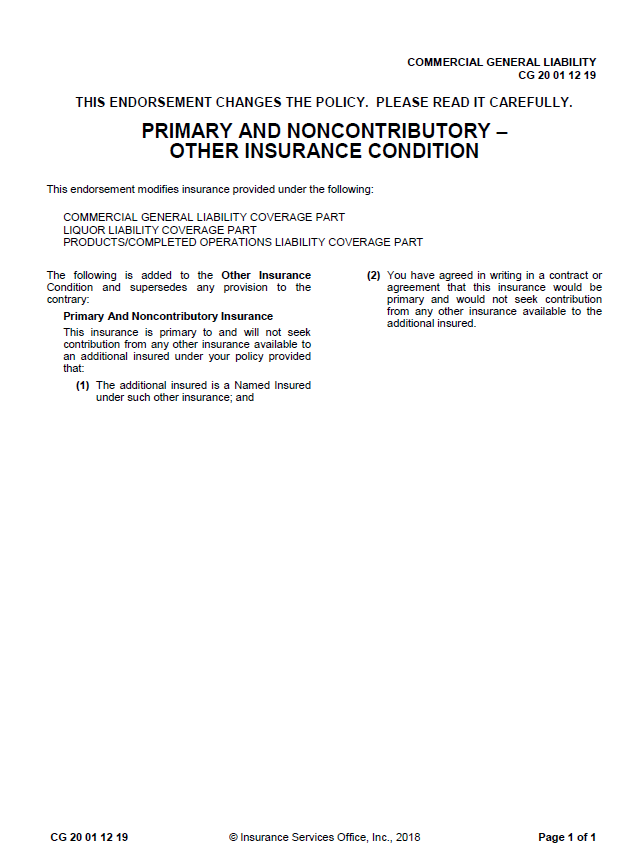 COMMERCIAL GENERAL LIABILITY
CG 20 01 12 19
THIS ENDORSEMENT CHANGES THE POLICY. PLEASE READ IT CAREFULLY.
PRIMARY AND NONCONTRIBUTORY –
OTHER INSURANCE CONDITION
This endorsement modifies insurance provided under the following:
COMMERCIAL GENERAL LIABILITY COVERAGE PART
LIQUOR LIABILITY COVERAGE PART
PRODUCTS/COMPLETED OPERATIONS LIABILITY COVERAGE PART
The following is added to the Other Insurance
Condition and supersedes any provision to the
contrary:
Primary And Noncontributory Insurance
This insurance is primary to and will not seek
contribution from any other insurance available to
an additional insured under your policy provided
that:
(1) The additional insured is a Named Insured
under such other insurance; and
(2) You have agreed in writing in a contract or
agreement that this insurance would be
primary and would not seek contribution
from any other insurance available to the
additional insured.
CG 20 01 12 19
© Insurance Services Office, Inc., 2018
Page 1 of 1